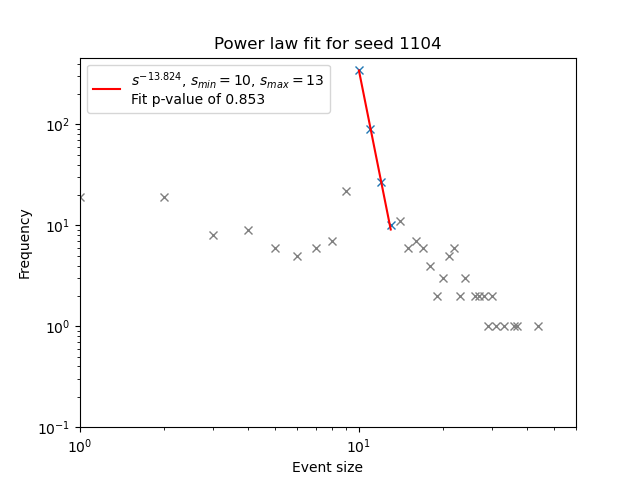 Power law fit for seed 1104
s^{-13.824}, s_{min} = 10, s_{max} = 13
Fit p-value of 0.853
Frequency
10^2
10^1
10^0
10^{-1}
10^0
10^1
Event size